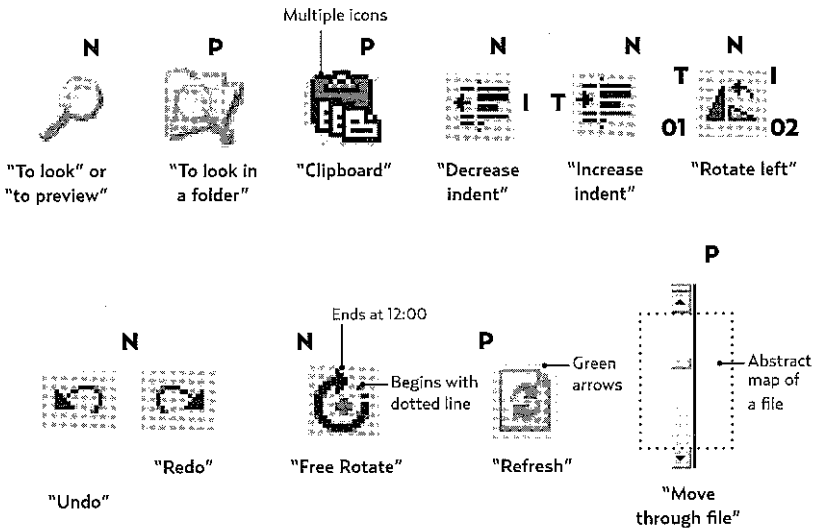 Multiple icons
N P P N N N
I T T I
01 02
"To look" or
"to preview"
"To look in
a folder"
"Clipboard"
"Decrease
indent"
"Increase
indent"
"Rotate left"
P
N
Ends at 12:00
N
Begins with
dotted line
P
Green
arrows
Abstract
map of
a file
"Undo"
"Redo"
"Free Rotate"
"Refresh"
"Move
through file"